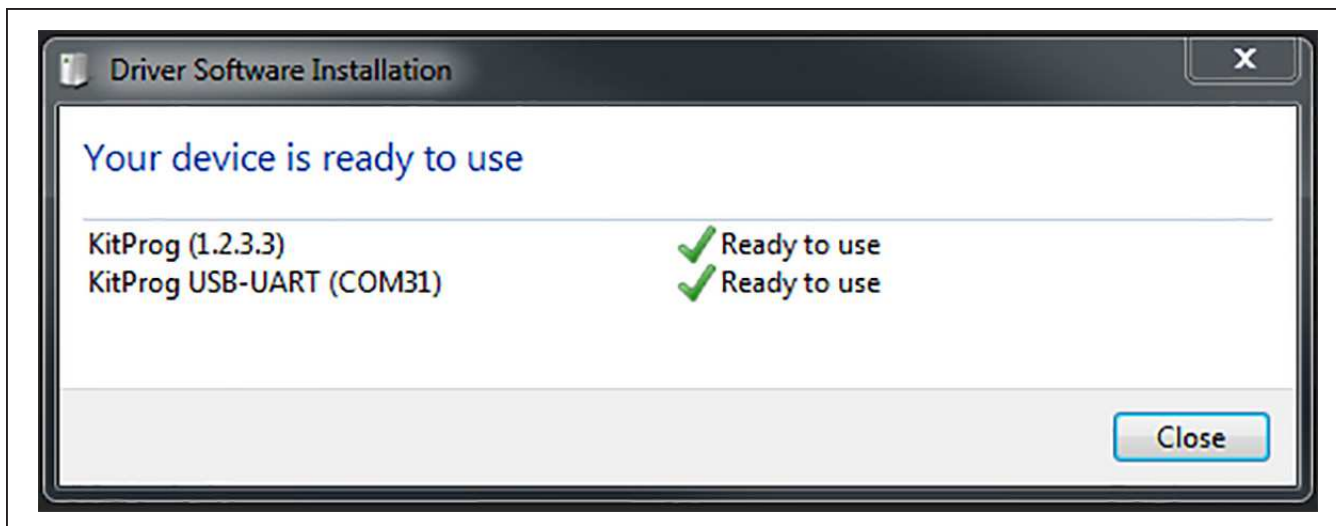 Driver Software Installation
X
Your device is ready to use
KitProg (1.2.3.3) Ready to use
KitProg USB-UART (COM31) Ready to use
Close